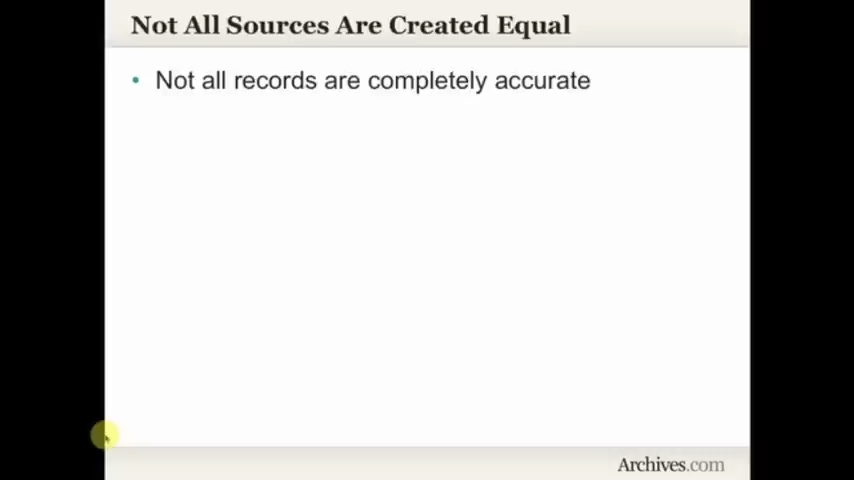 Not All Sources Are Created Equal
• Not all records are completely accurate
Archives.com